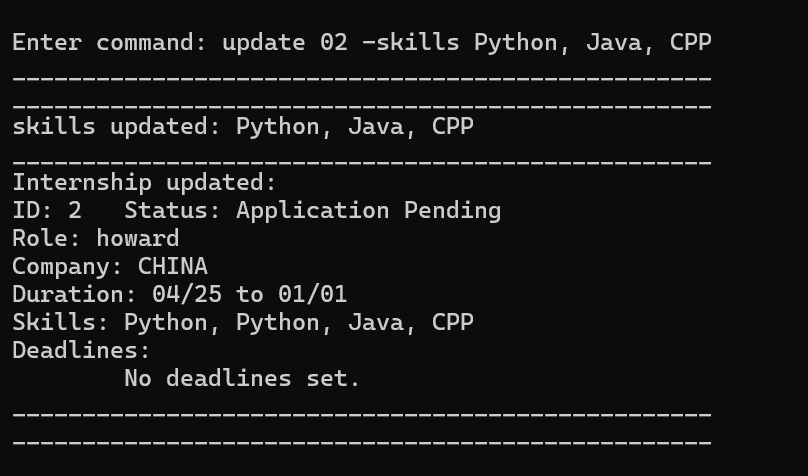 Enter command: update 02 -skills Python, Java, CPP
__________________________________________________
__________________________________________________
skills updated: Python, Java, CPP
__________________________________________________
Internship updated:
ID: 2   Status: Application Pending
Role: howard
Company: CHINA
Duration: 04/25 to 01/01
Skills: Python, Python, Java, CPP
Deadlines:
        No deadlines set.
__________________________________________________
__________________________________________________